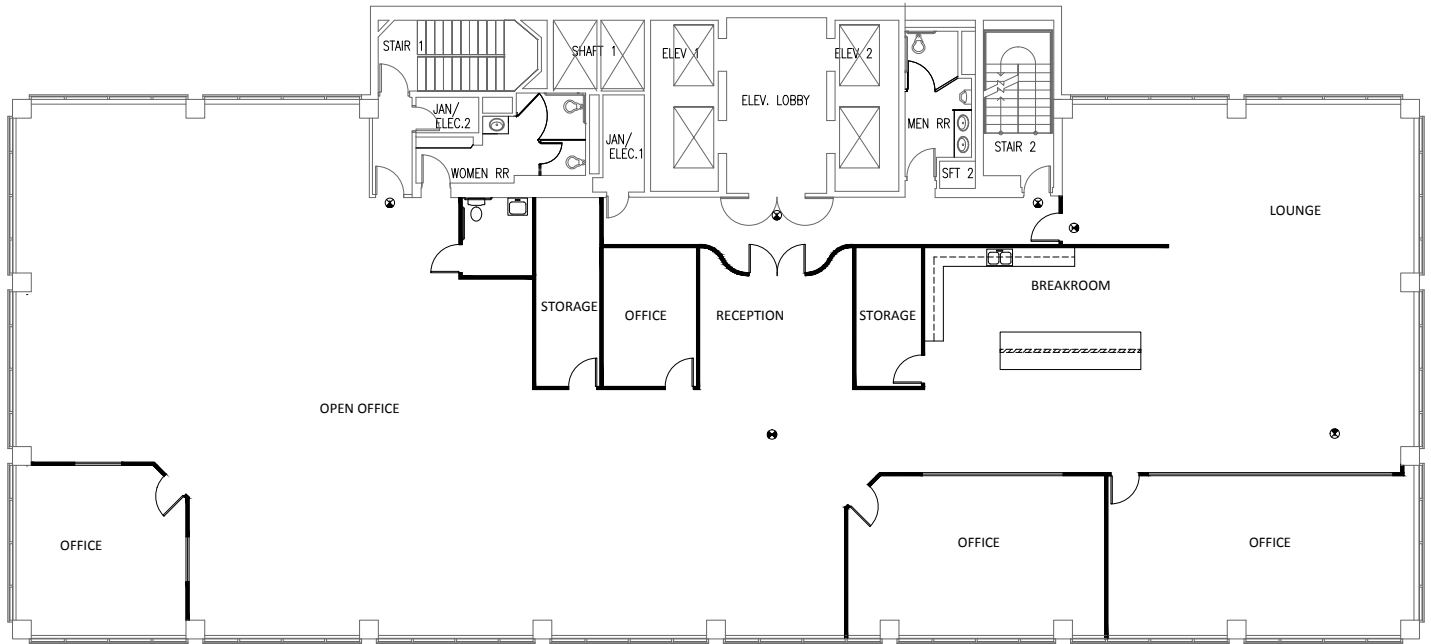 STAIR 1
SHAFT 1
ELEV 1
ELEV 2
ELEV. LOBBY
JAN/
ELEC.2
MEN RR
STAIR 2
JAN/
ELEC.1
WOMEN RR
SFT 2
LOUNGE
BREAKROOM
STORAGE
OFFICE
RECEPTION
STORAGE
OPEN OFFICE
OFFICE
OFFICE
OFFICE